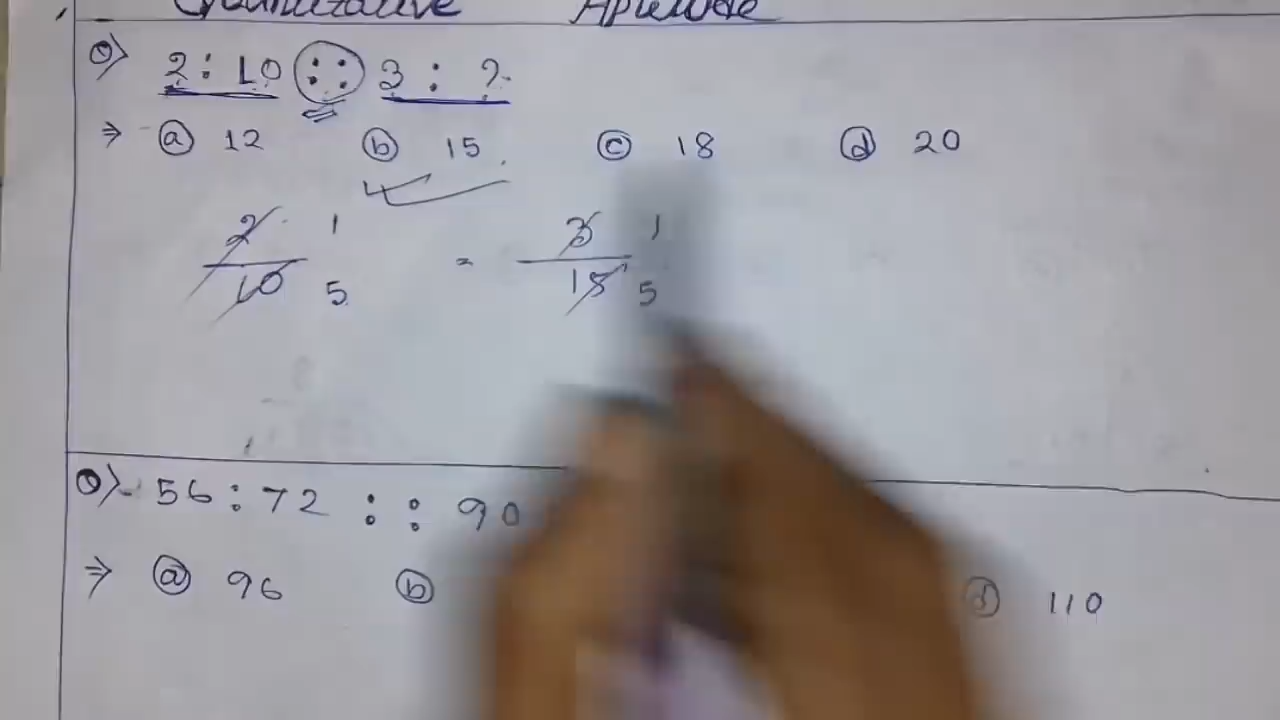 Quantitative Aptitude
Q> 2 : 10 :: 3 : ?
⇒ (a) 12 (b) 15 (c) 18 (d) 20
2/10 1 5 = 3/15 1 5
Q> 56 : 72 :: 90
⇒ (a) 96 (b) (d) 110